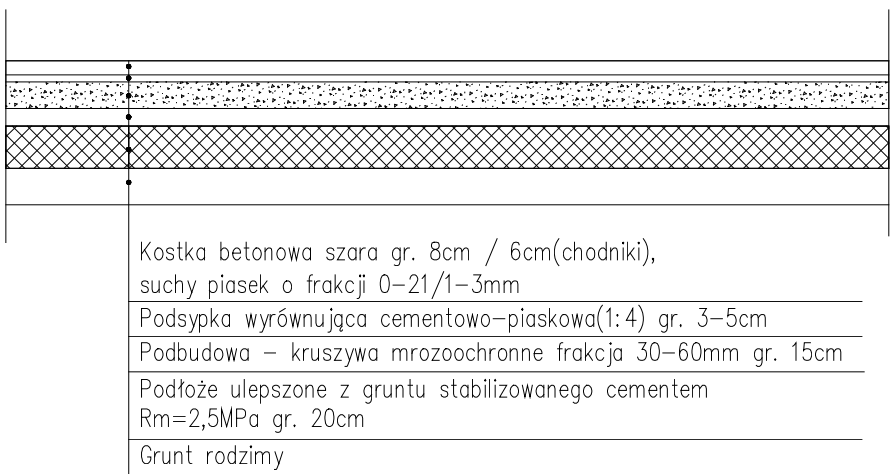 Kostka betonowa szara gr. 8cm / 6cm(chodniki),
suchy piasek o frakcji 0-21/1-3mm
Podsypka wyrównująca cementowo-piaskowa(1:4) gr. 3-5cm
Podbudowa - kruszywa mrozoochronne frakcja 30-60mm gr. 15cm
Podłoże ulepszone z gruntu stabilizowanego cementem
Rm=2,5MPa gr. 20cm
Grunt rodzimy